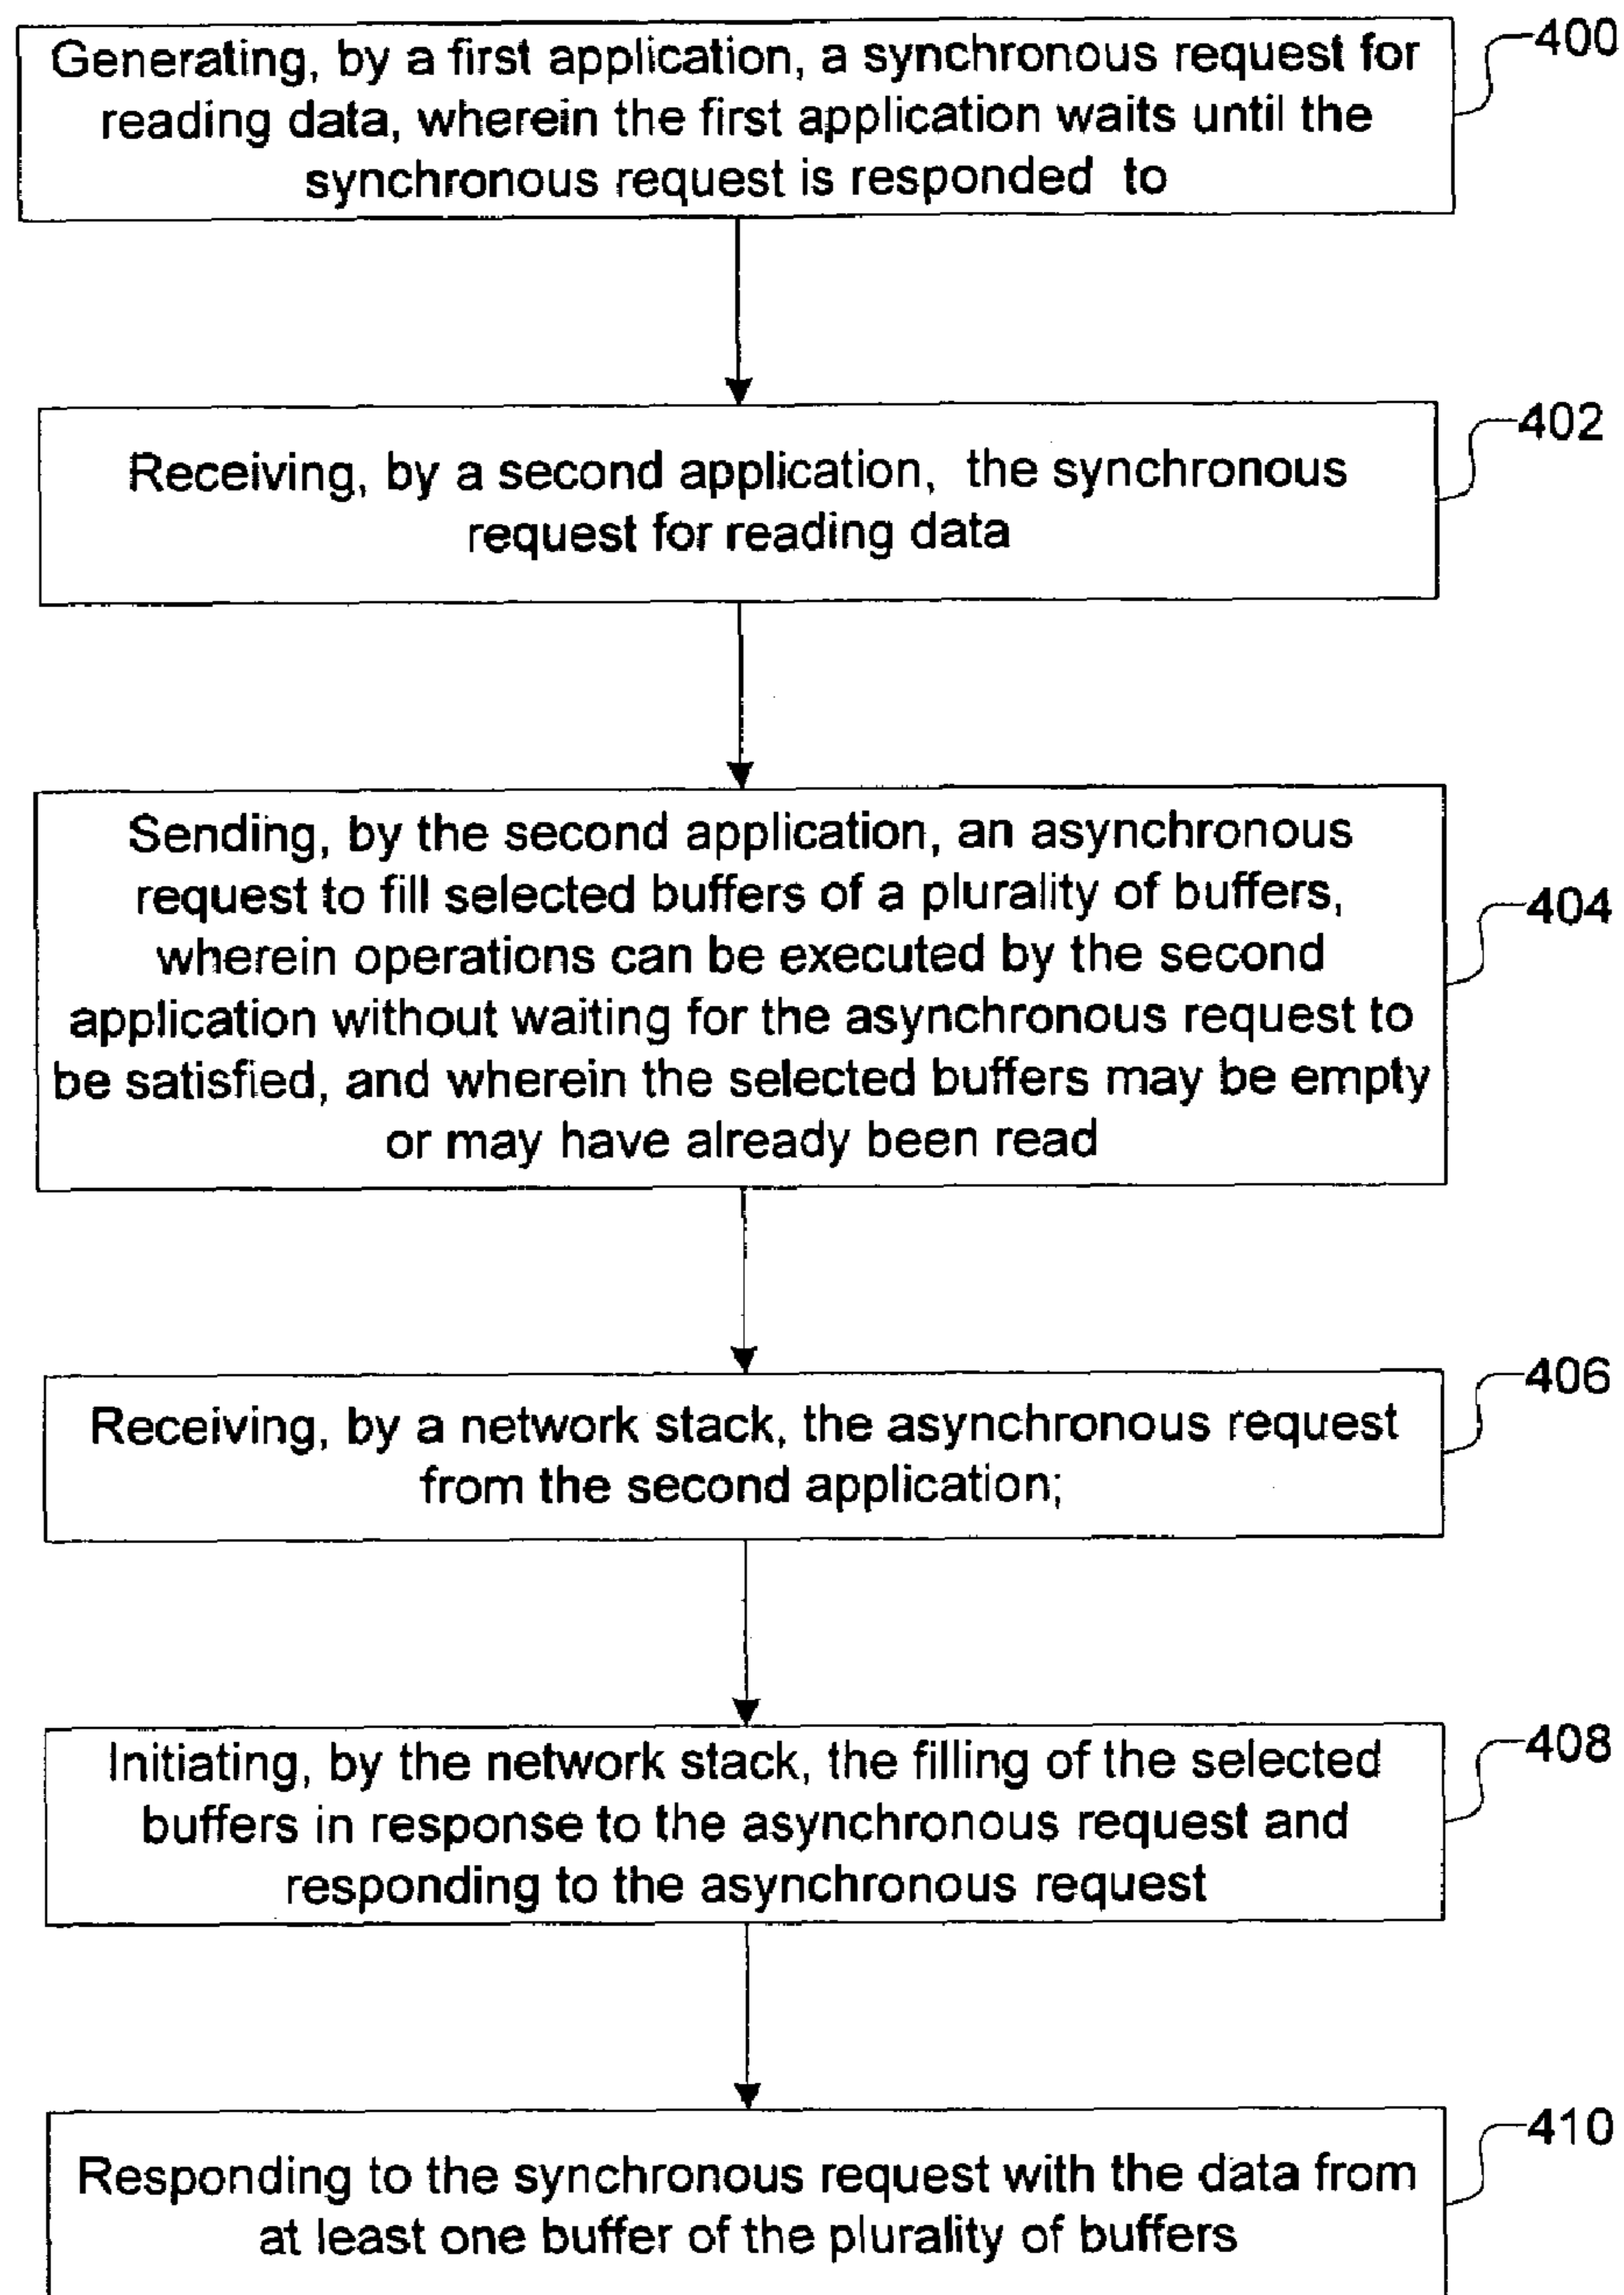 Generating, by a first application, a synchronous request for
reading data, wherein the first application waits until the
synchronous request is responded to
400
Receiving, by a second application, the synchronous
request for reading data
402
Sending, by the second application, an asynchronous
request to fill selected buffers of a plurality of buffers,
wherein operations can be executed by the second
application without waiting for the asynchronous request to
be satisfied, and wherein the selected buffers may be empty
or may have already been read
404
Receiving, by a network stack, the asynchronous request
from the second application;
406
Initiating, by the network stack, the filling of the selected
buffers in response to the asynchronous request and
responding to the asynchronous request
408
Responding to the synchronous request with the data from
at least one buffer of the plurality of buffers
410